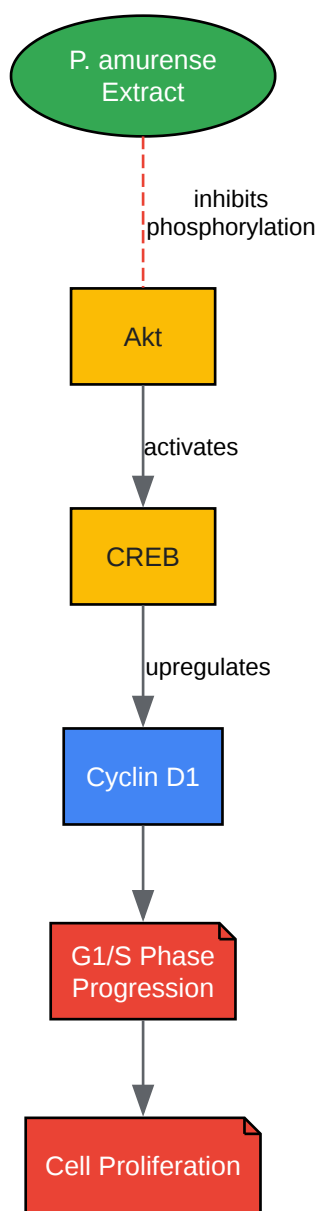 P. amurense
Extract
inhibits
phosphorylation
Akt
activates
CREB
upregulates
Cyclin D1
G1/S Phase
Progression
Cell Proliferation